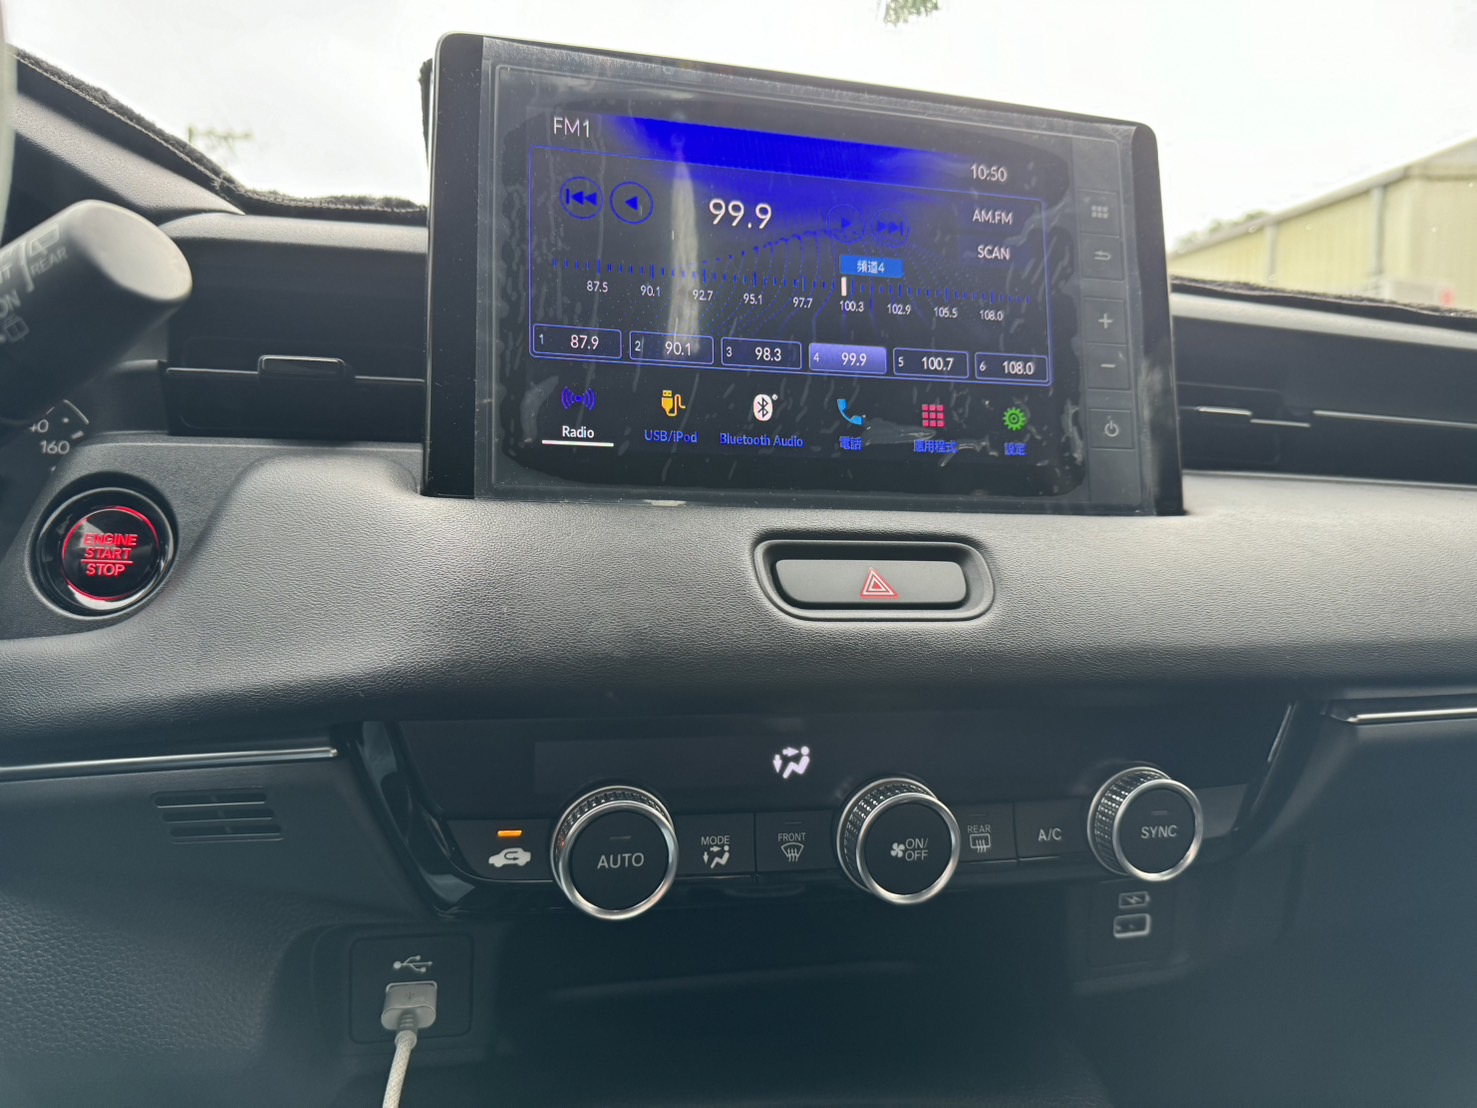 FM1
10:50
99.9
AM.FM
SCAN
頻道4
87.5 90.1 92.7 95.1 97.7 100.3 102.9 105.5 108.0
1 87.9 2 90.1 3 98.3 4 99.9 5 100.7 6 108.0
Radio USB/iPod Bluetooth Audio 電話 應用程式 設定
REAR
ON
160
ENGINE
START
STOP
AUTO
MODE
FRONT
ON/
OFF
REAR
A/C
SYNC